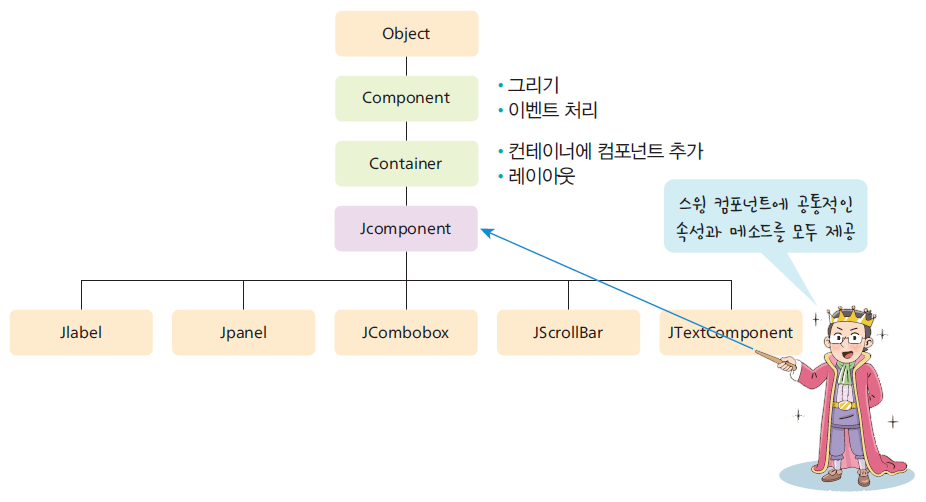 Object
Component
• 그리기
• 이벤트 처리
Container
• 컨테이너에 컴포넌트 추가
• 레이아웃
Jcomponent
스윙 컴포넌트에 공통적인
속성과 메소드를 모두 제공
Jlabel
Jpanel
JCombobox
JScrollBar
JTextComponent